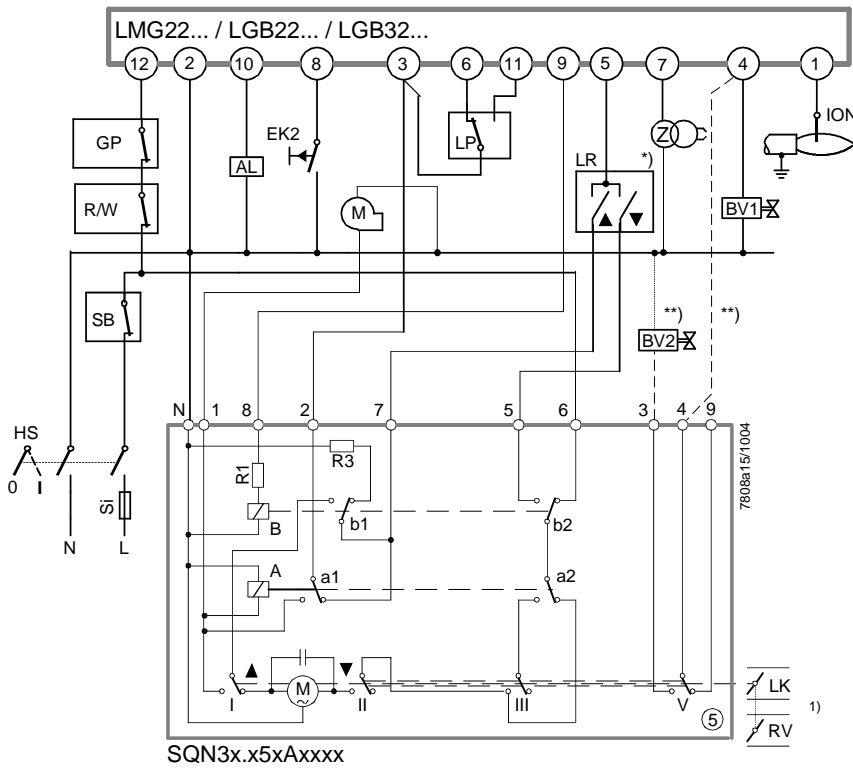 LMG22... / LGB22... / LGB32...
12 2 10 8 3 6 11 9 5 7 4 1
GP
EK2
LP
LR
*)
Z
ION
AL
R/W
M
BV1
SB
**)
**)
BV2
N 1 8 2 7 5 6 3 4 9
HS
0 I
Si
N L
R1
R3
B
b1
b2
A
a1
a2
M
~
I II III V
5
LK
RV
1)
7808a15/1004
SQN3x.x5xAxxxx